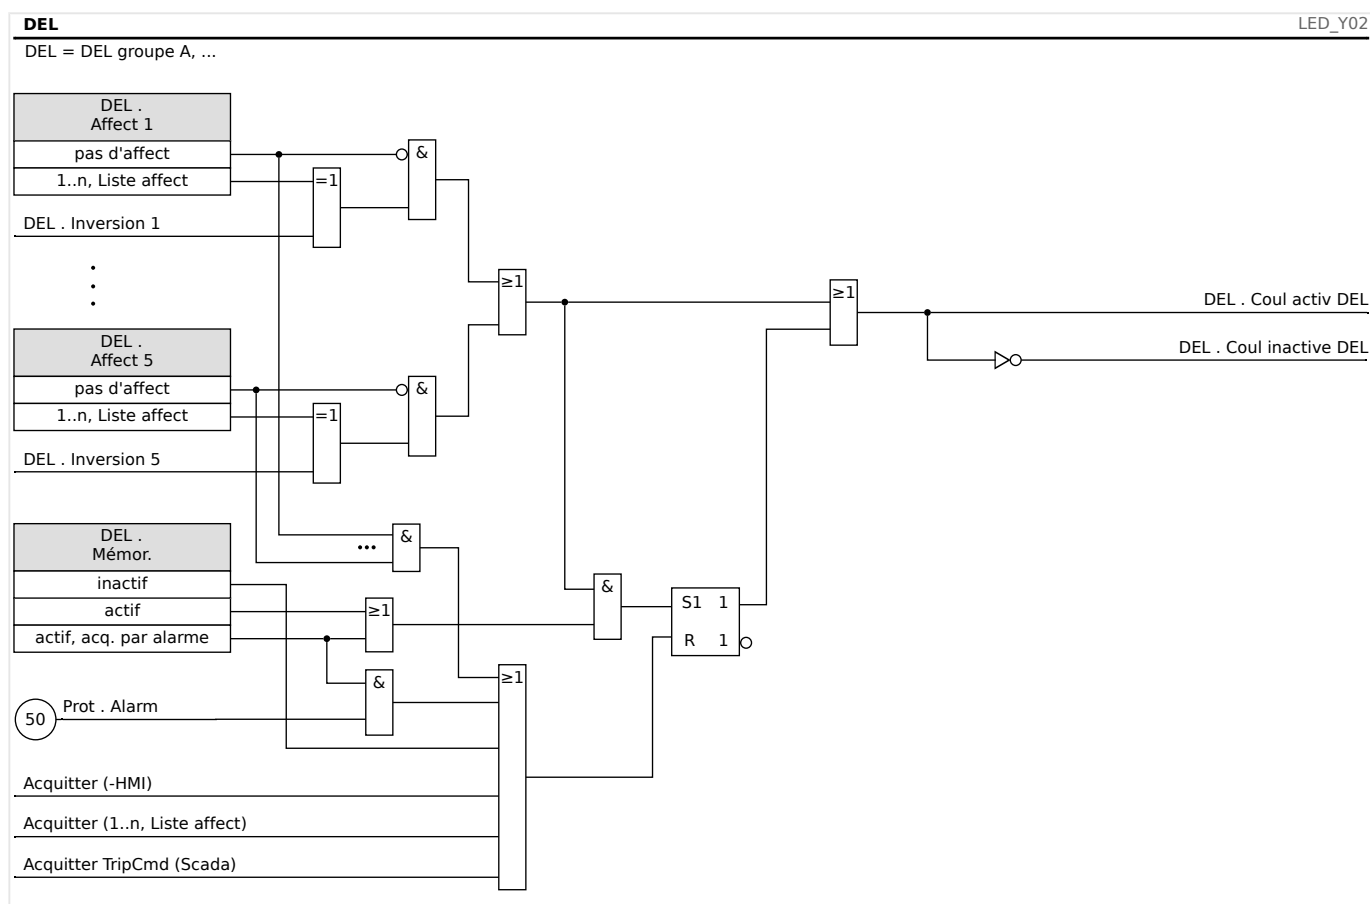 DEL
LED_Y02
DEL = DEL groupe A, ...
DEL .
Affect 1
pas d'affect
&
1..n, Liste affect
=1
DEL . Inversion 1
≥1
≥1
DEL . Coul activ DEL
DEL .
Affect 5
DEL . Coul inactive DEL
pas d'affect
&
1..n, Liste affect
=1
DEL . Inversion 5
DEL .
Mémor.
...
&
inactif
&
actif
≥1
S1 1
actif, acq. par alarme
R 1
&
≥1
50
Prot . Alarm
Acquitter (-HMI)
Acquitter (1..n, Liste affect)
Acquitter TripCmd (Scada)